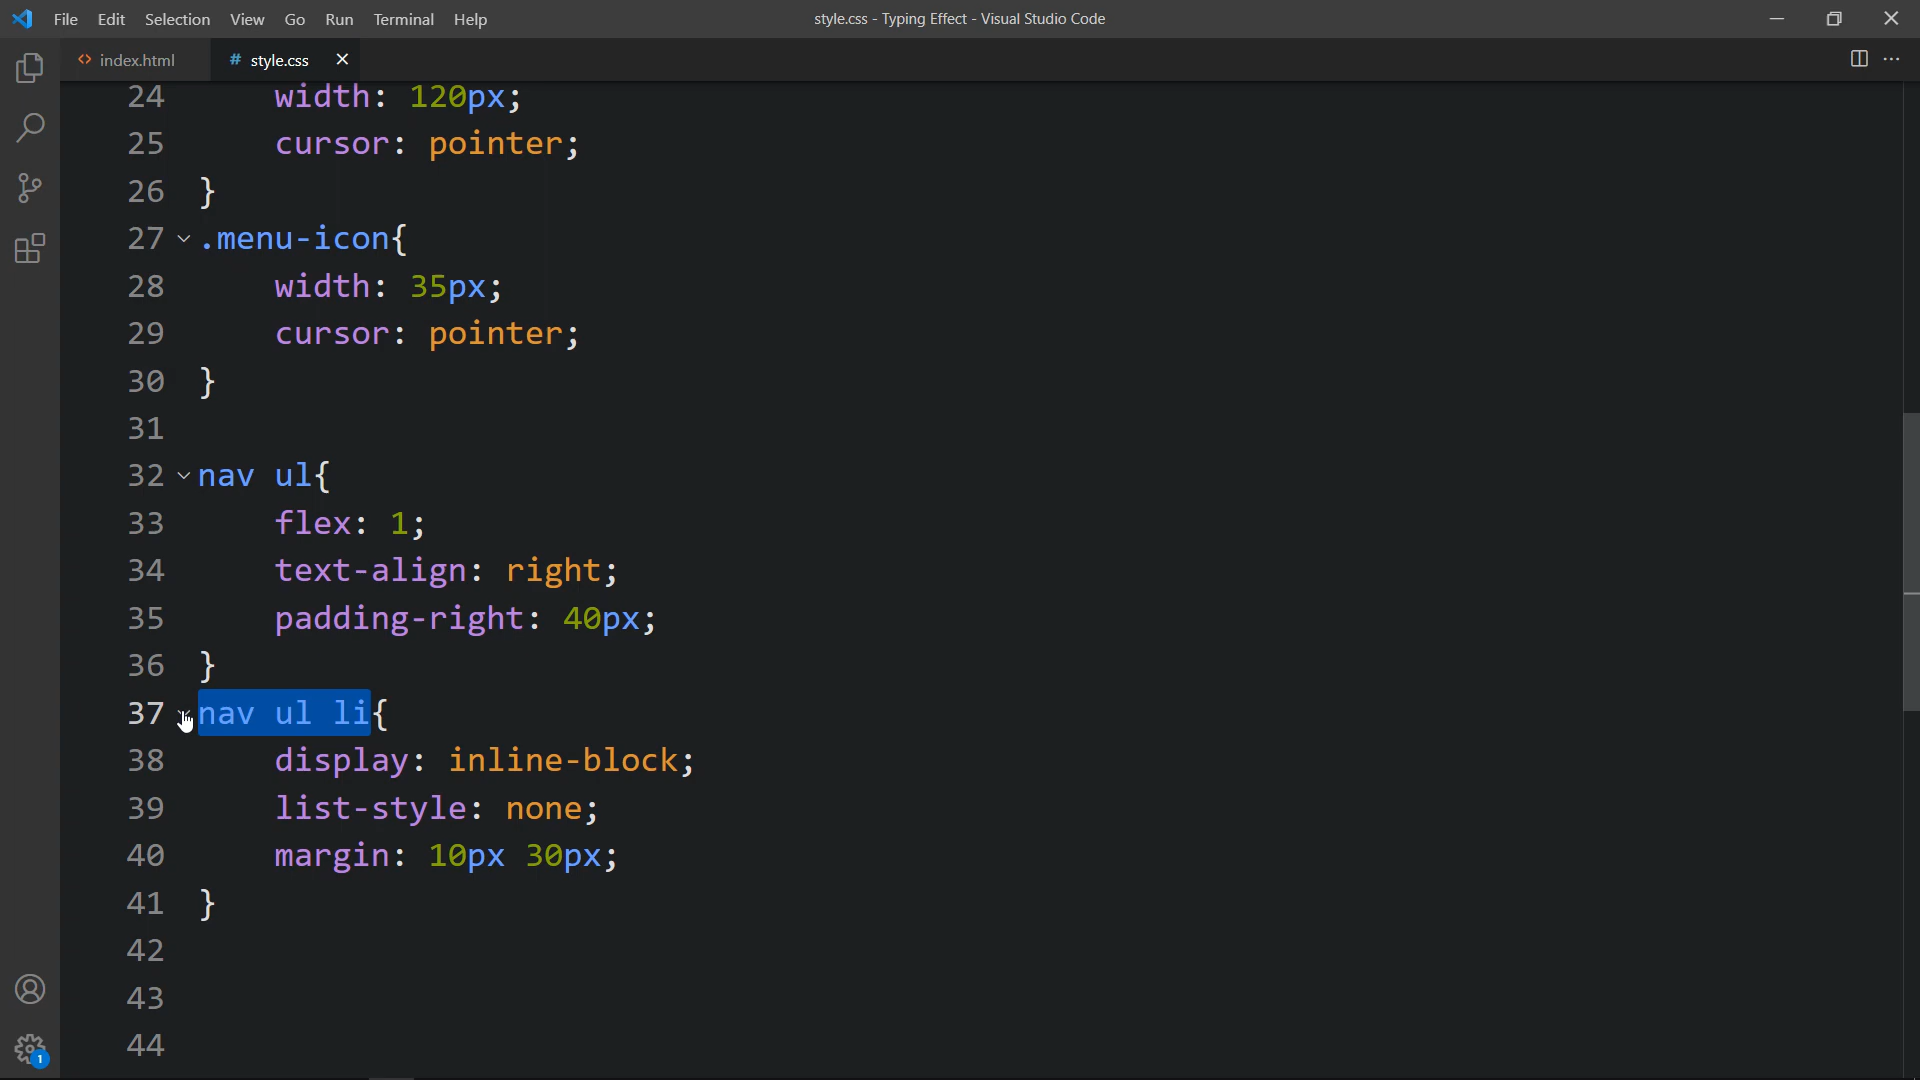 File Edit Selection View Go Run Terminal Help
style.css - Typing Effect - Visual Studio Code
<> index.html
# style.css
24 width: 120px;
25 cursor: pointer;
26 }
27 .menu-icon{
28 width: 35px;
29 cursor: pointer;
30 }
31
32 nav ul{
33 flex: 1;
34 text-align: right;
35 padding-right: 40px;
36 }
37 nav ul li{
38 display: inline-block;
39 list-style: none;
40 margin: 10px 30px;
41 }
42
43
44
1